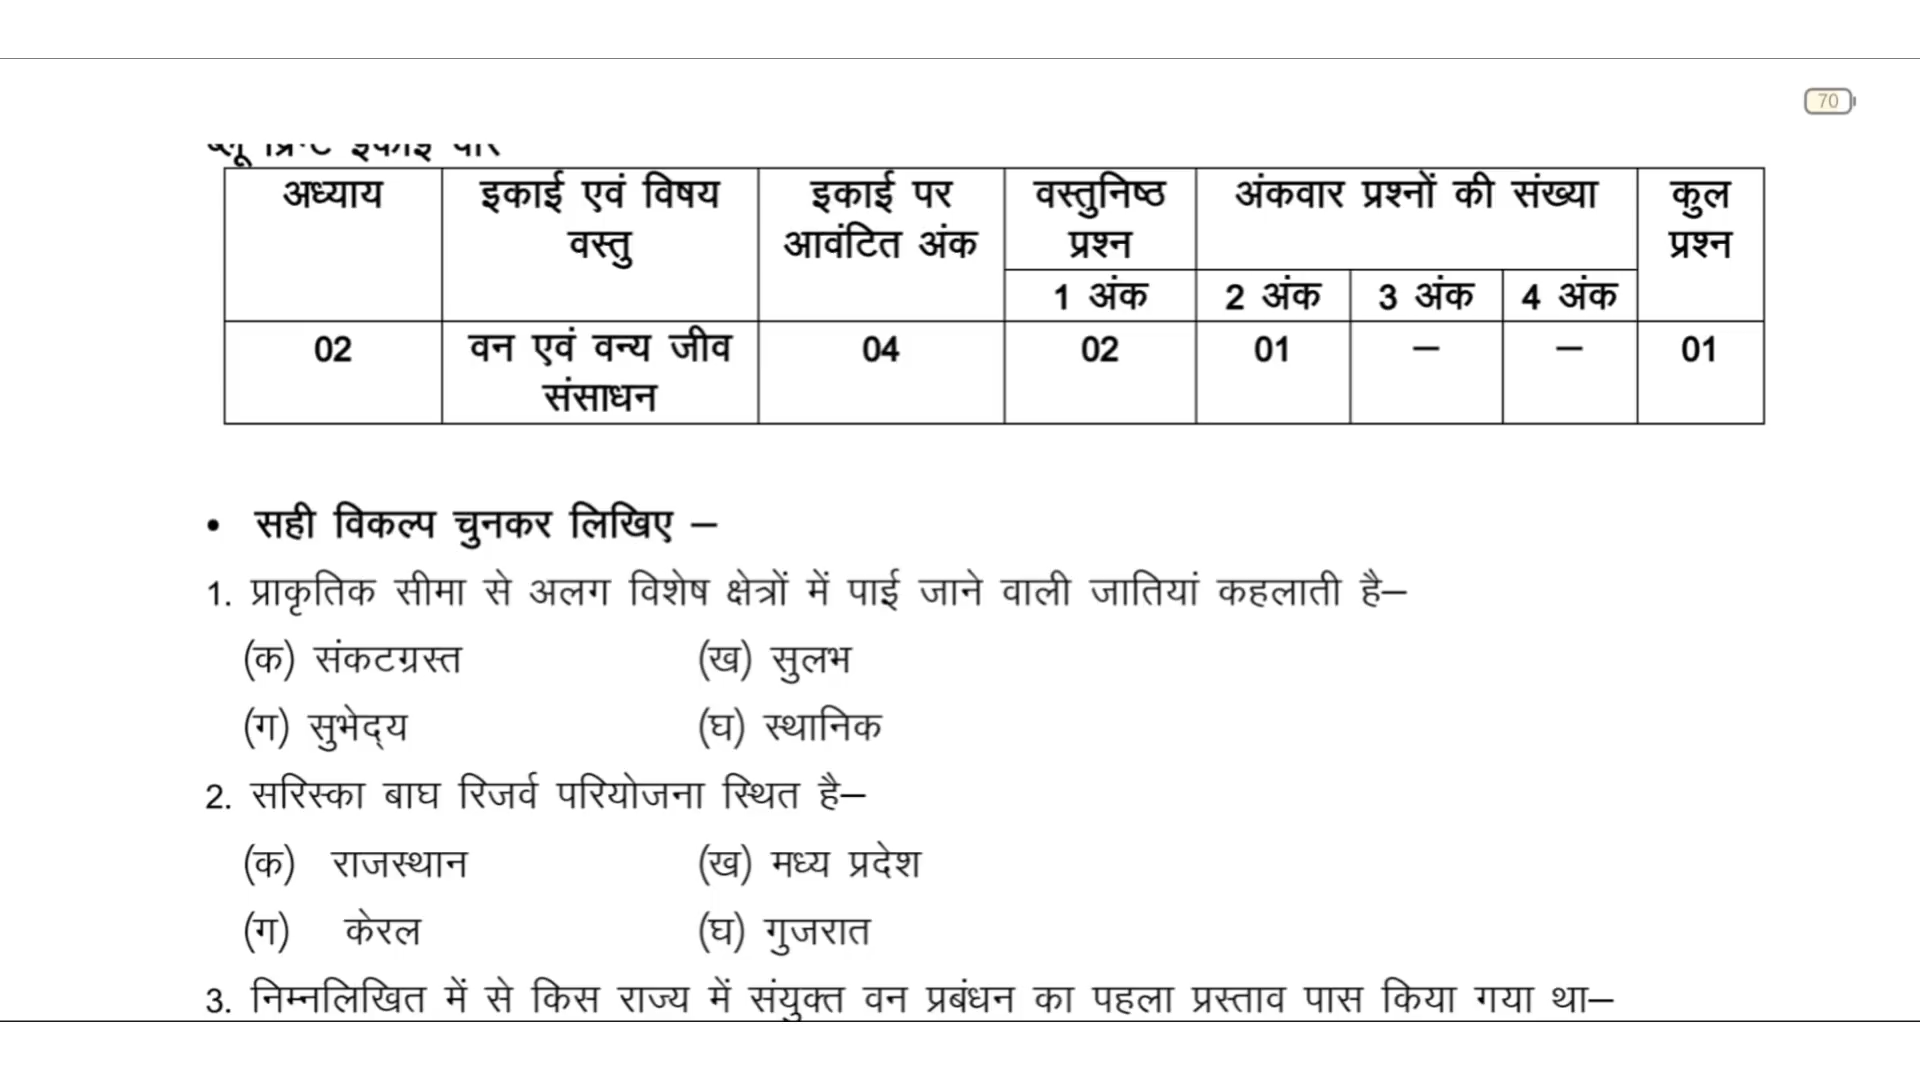 70
ब्लू प्रिन्ट इकाई वार
अध्याय इकाई एवं विषय वस्तु इकाई पर आवंटित अंक वस्तुनिष्ठ प्रश्न अंकवार प्रश्नों की संख्या कुल प्रश्न
1 अंक 2 अंक 3 अंक 4 अंक
02 वन एवं वन्य जीव संसाधन 04 02 01 – – 01
• सही विकल्प चुनकर लिखिए –
1. प्राकृतिक सीमा से अलग विशेष क्षेत्रों में पाई जाने वाली जातियां कहलाती है–
(क) संकटग्रस्त (ख) सुलभ
(ग) सुभेद्य (घ) स्थानिक
2. सरिस्का बाघ रिजर्व परियोजना स्थित है–
(क) राजस्थान (ख) मध्य प्रदेश
(ग) केरल (घ) गुजरात
3. निम्नलिखित में से किस राज्य में संयुक्त वन प्रबंधन का पहला प्रस्ताव पास किया गया था–